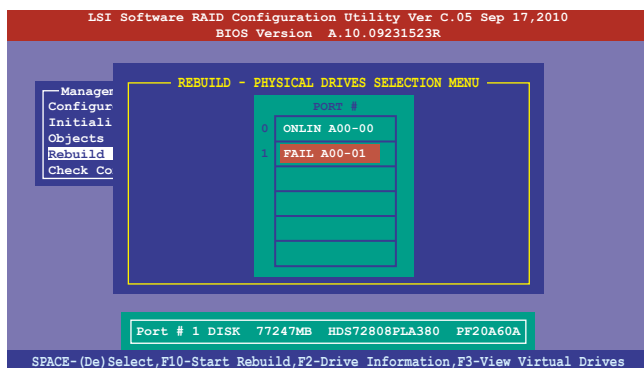 LSI Software RAID Configuration Utility Ver C.05 Sep 17,2010
BIOS Version A.10.09231523R
REBUILD - PHYSICAL DRIVES SELECTION MENU
Managem
Configur
Initiali
Objects
Rebuild
Check Co
PORT #
0 ONLIN A00-00
1 FAIL A00-01
Port # 1 DISK 77247MB HDS72808PLA380 PF20A60A
SPACE-(De)Select,F10-Start Rebuild,F2-Drive Information,F3-View Virtual Drives